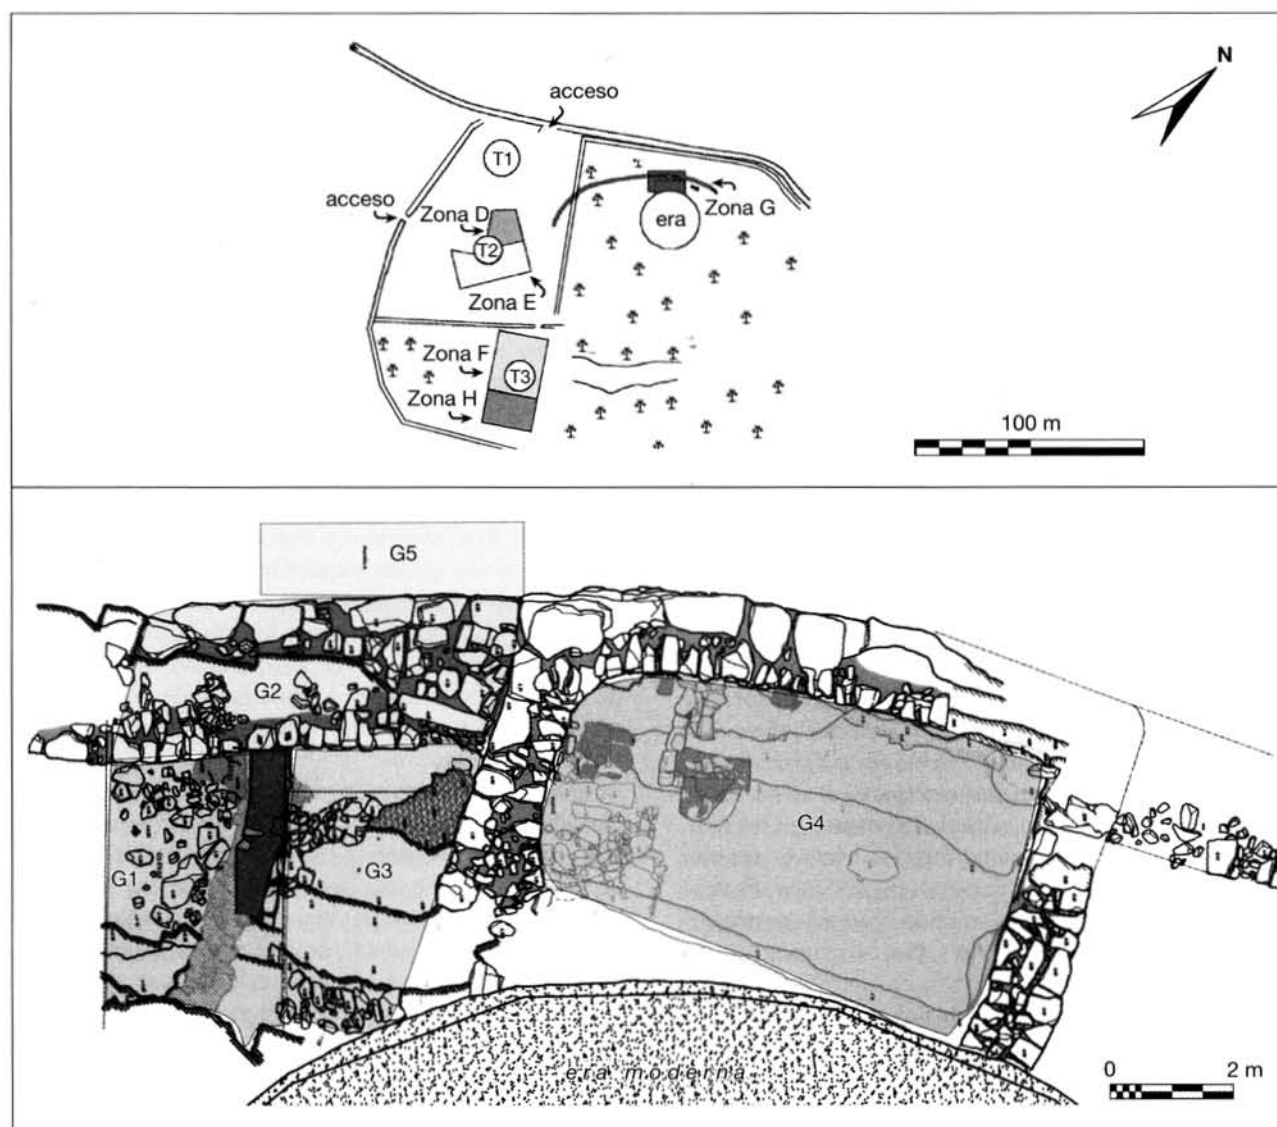 N
acceso
T1
acceso
Zona D
T2
era
Zona G
Zona E
Zona F
T3
Zona H
100 m
G5
G2
G1
G3
G4
era moderna
0 2 m